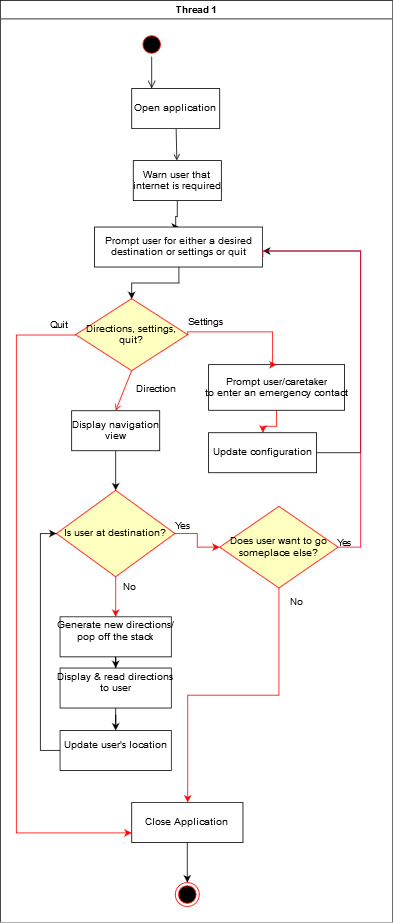 Thread 1
Open application
Warn user that
internet is required
Prompt user for either a desired
destination or settings or quit
Quit
Directions, settings,
quit?
Settings
Direction
Prompt user/caretaker
to enter an emergency contact
Display navigation
view
Update configuration
Is user at destination?
Yes
Does user want to go
someplace else?
Yes
No
No
Generate new directions/
pop off the stack
Display & read directions
to user
Update user's location
Close Application